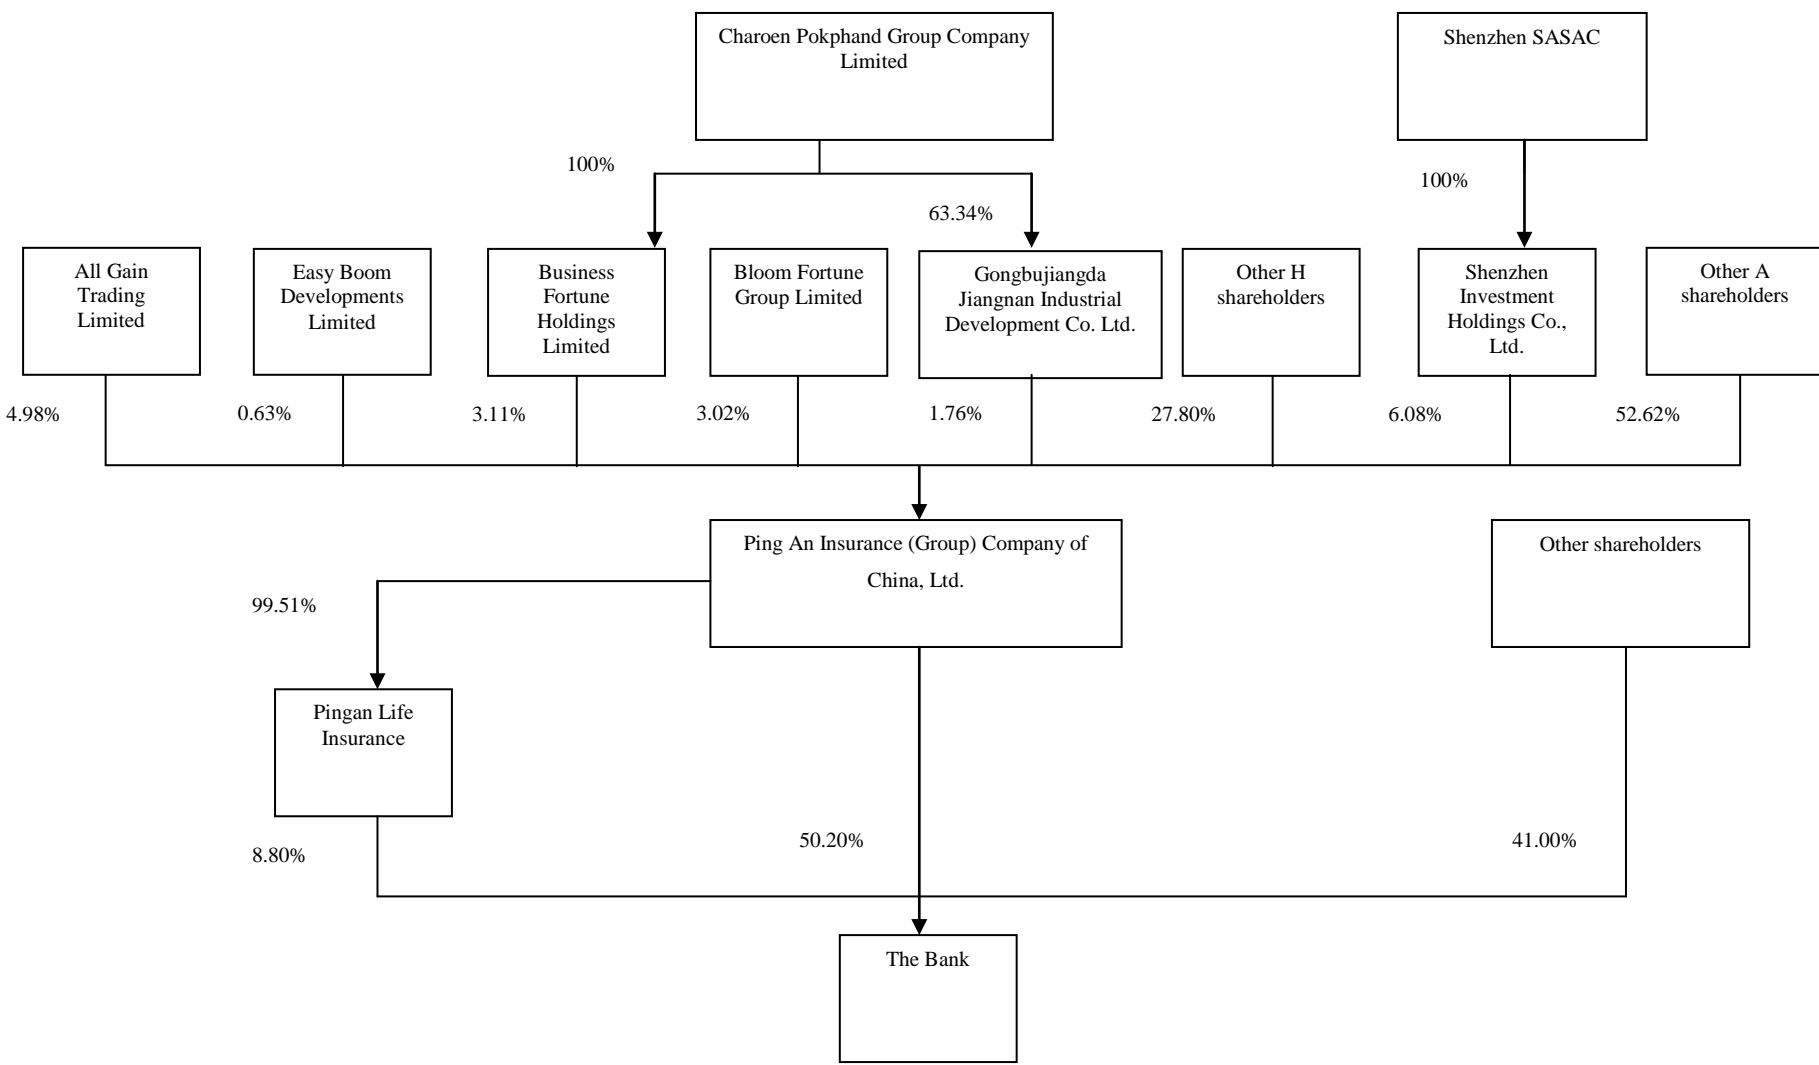 Charoen Pokphand Group Company
Limited
Shenzhen SASAC
100%
100%
63.34%
All Gain
Trading
Limited
Easy Boom
Developments
Limited
Business
Fortune
Holdings
Limited
Bloom Fortune
Group Limited
Gongbujiangda
Jiangnan Industrial
Development Co. Ltd.
Other H
shareholders
Shenzhen
Investment
Holdings Co.,
Ltd.
Other A
shareholders
4.98%
0.63%
3.11%
3.02%
1.76%
27.80%
6.08%
52.62%
Ping An Insurance (Group) Company of
China, Ltd.
Other shareholders
99.51%
Pingan Life
Insurance
8.80%
50.20%
41.00%
The Bank